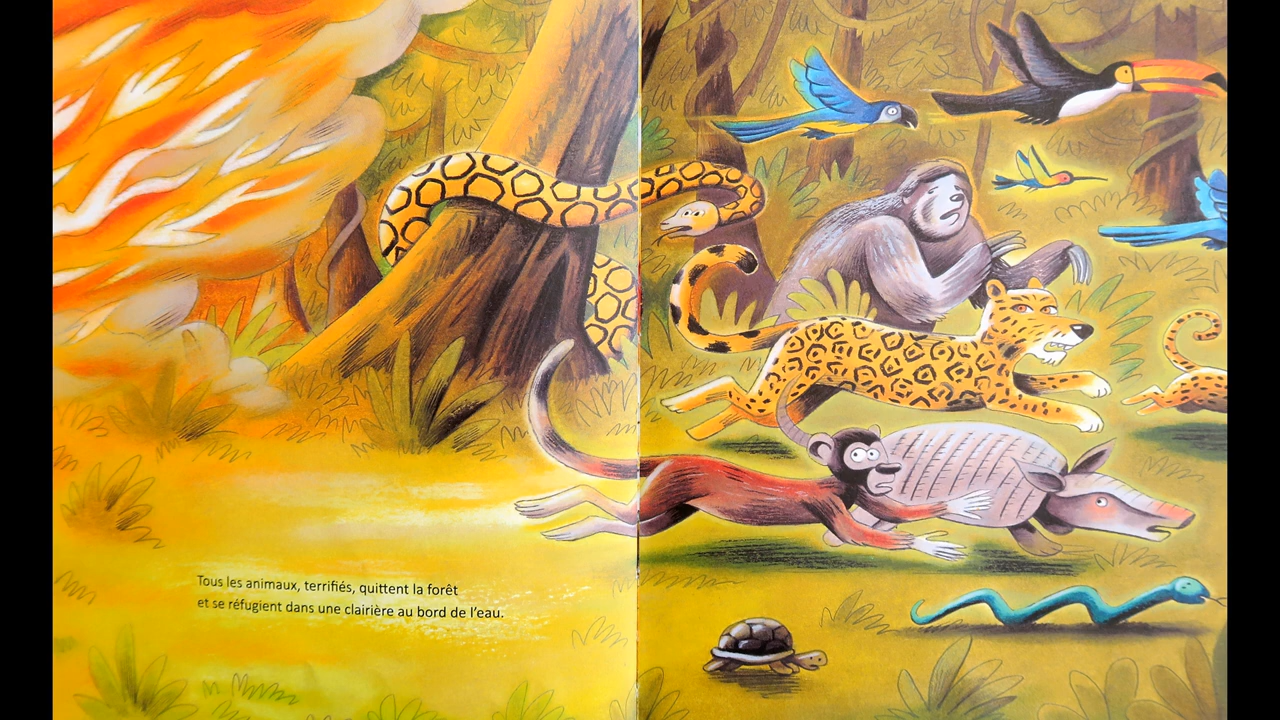 Tous les animaux, terrifiés, quittent la forêt
et se réfugient dans une clairière au bord de l'eau.